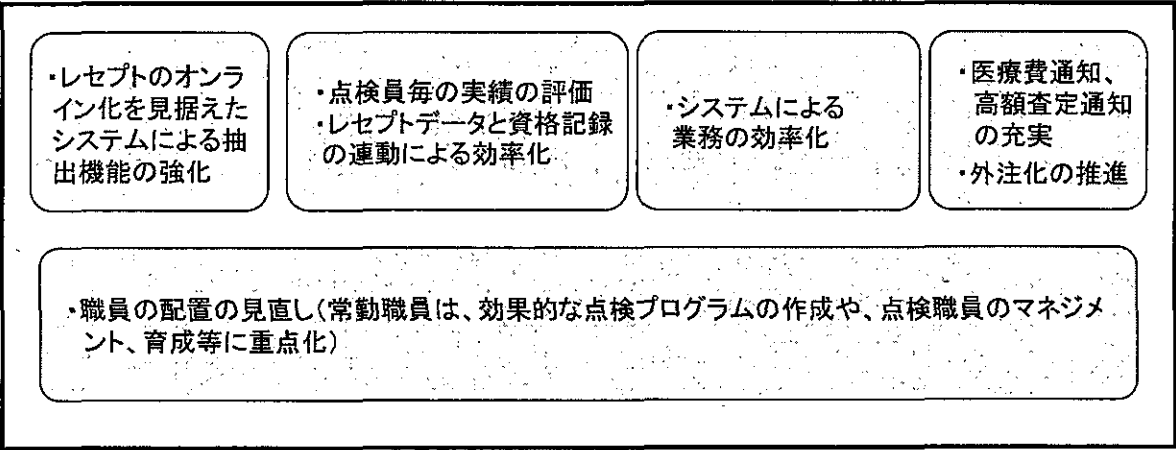 ・レセプトのオンラ
イン化を見据えた
システムによる抽
出機能の強化
・点検員毎の実績の評価
・レセプトデータと資格記録
の連動による効率化
・システムによる
業務の効率化
・医療費通知、
高額査定通知
の充実
・外注化の推進
・職員の配置の見直し(常勤職員は、効果的な点検プログラムの作成や、点検職員のマネジメ
ント、育成等に重点化)